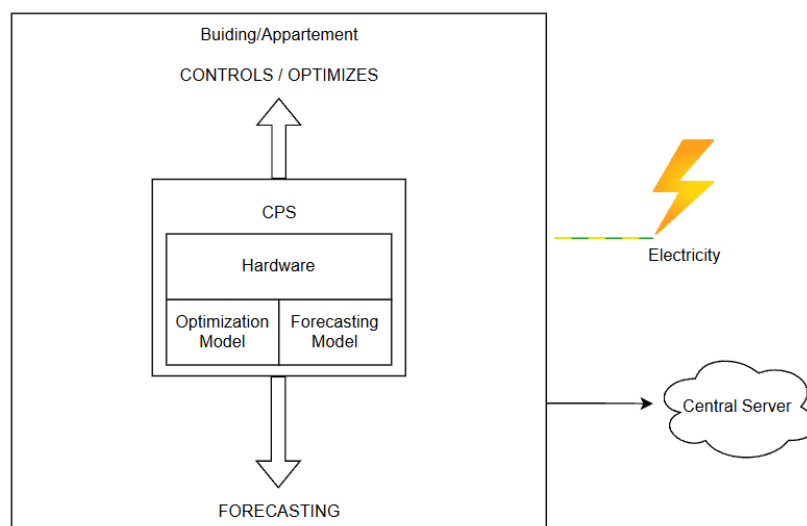 Buiding/Appartement
CONTROLS / OPTIMIZES
CPS
Hardware
Optimization
Model
Forecasting
Model
FORECASTING
Electricity
Central Server